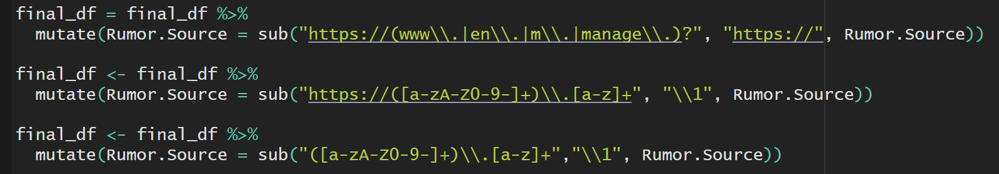 final_df = final_df %>%
  mutate(Rumor.Source = sub("https://(www\\.|en\\.|m\\.|manage\\.)?", "https://", Rumor.Source))
final_df <- final_df %>%
  mutate(Rumor.Source = sub("https://([a-zA-Z0-9-]+)\\.[a-z]+", "\\1", Rumor.Source))
final_df <- final_df %>%
  mutate(Rumor.Source = sub("([a-zA-Z0-9-]+)\\.[a-z]+","\\1", Rumor.Source))